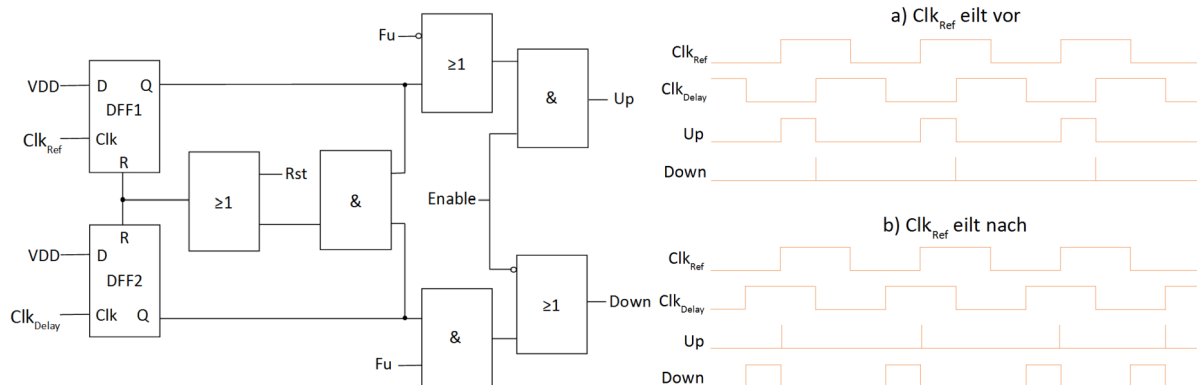 Fu
≥1
&
Up
VDD
D
Q
DFF1
Clk_Ref
Clk
R
≥1
Rst
&
Enable
R
VDD
D
DFF2
Clk_Delay
Clk
Q
≥1
Down
&
Fu
a) Clk_Ref eilt vor
Clk_Ref
Clk_Delay
Up
Down
b) Clk_Ref eilt nach
Clk_Ref
Clk_Delay
Up
Down